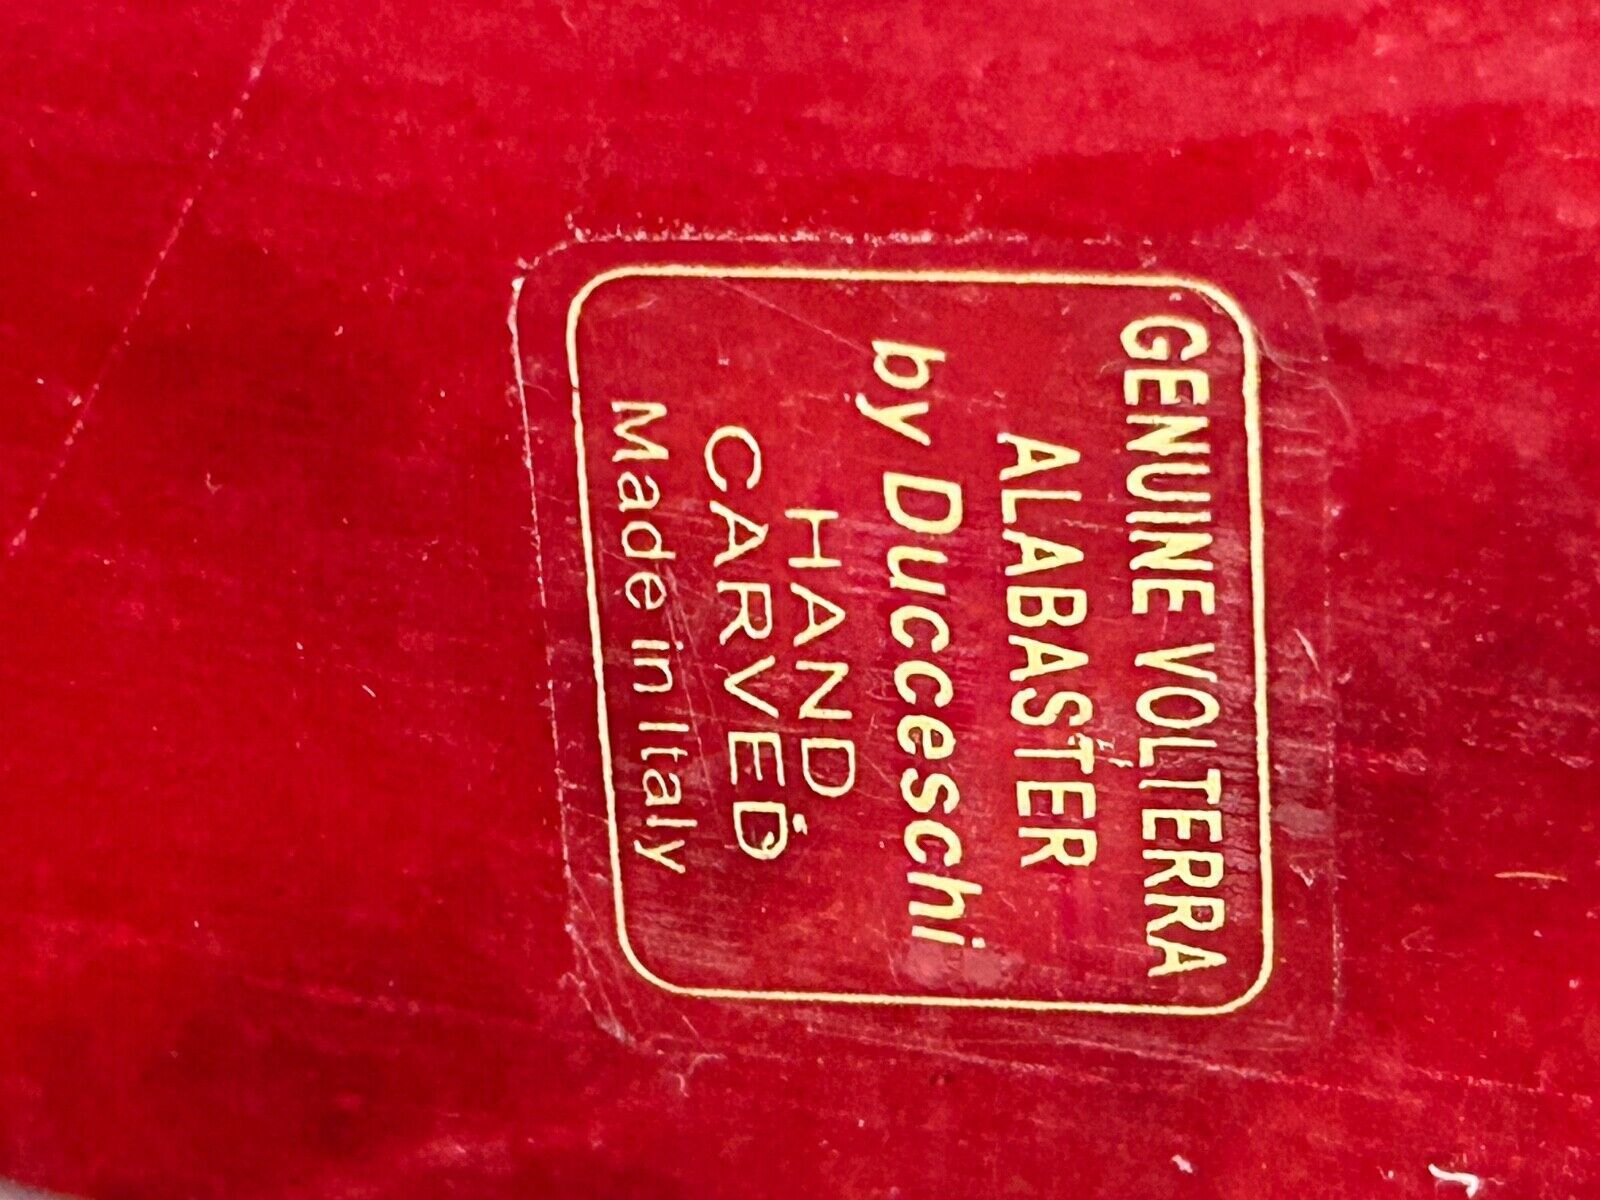 GENUINE VOLTERRA
ALABASTER
by Ducceschi
HAND
CARVED
Made in Italy